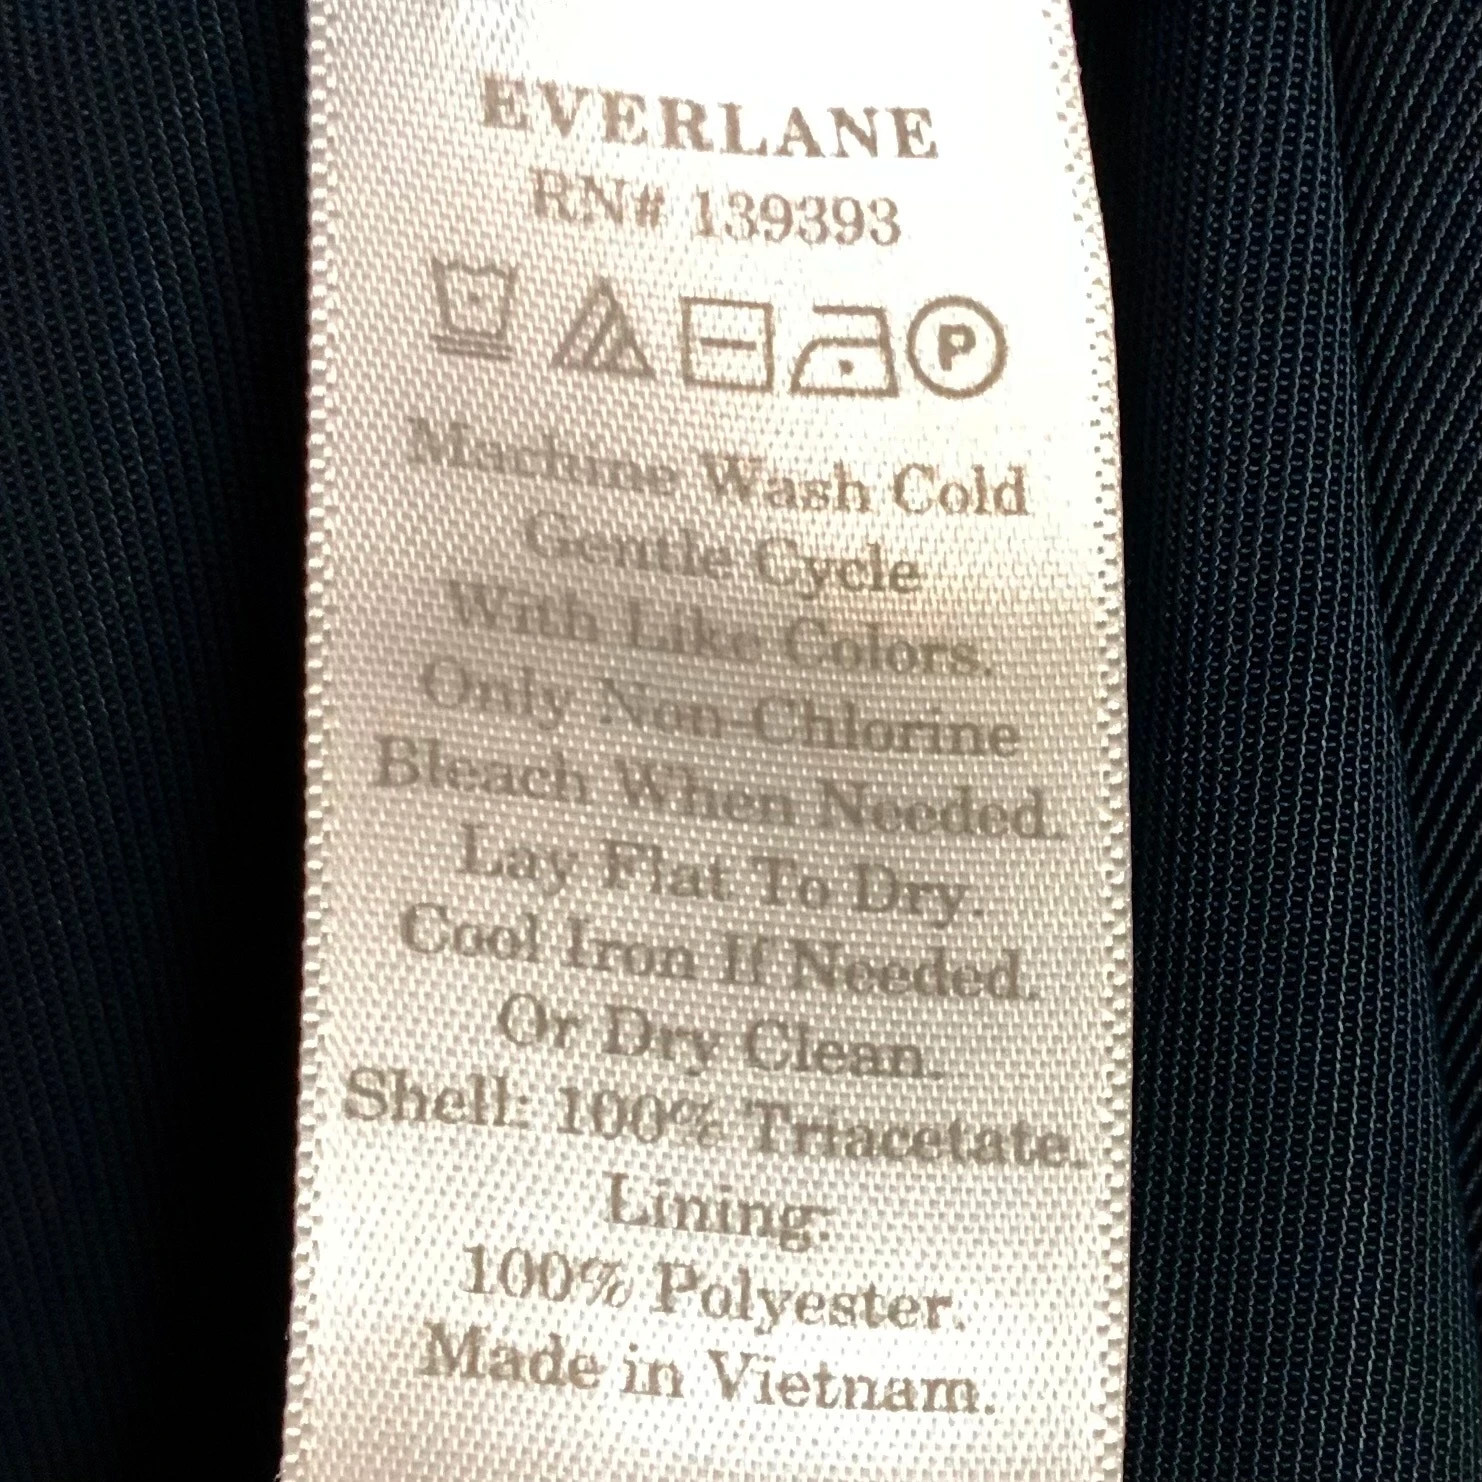 EVERLANE
RN# 139393
P
Machine Wash Cold
Gentle Cycle
With Like Colors.
Only Non-Chlorine
Bleach When Needed.
Lay Flat To Dry.
Cool Iron If Needed.
Or Dry Clean.
Shell: 100% Triacetate.
Lining:
100% Polyester.
Made in Vietnam.